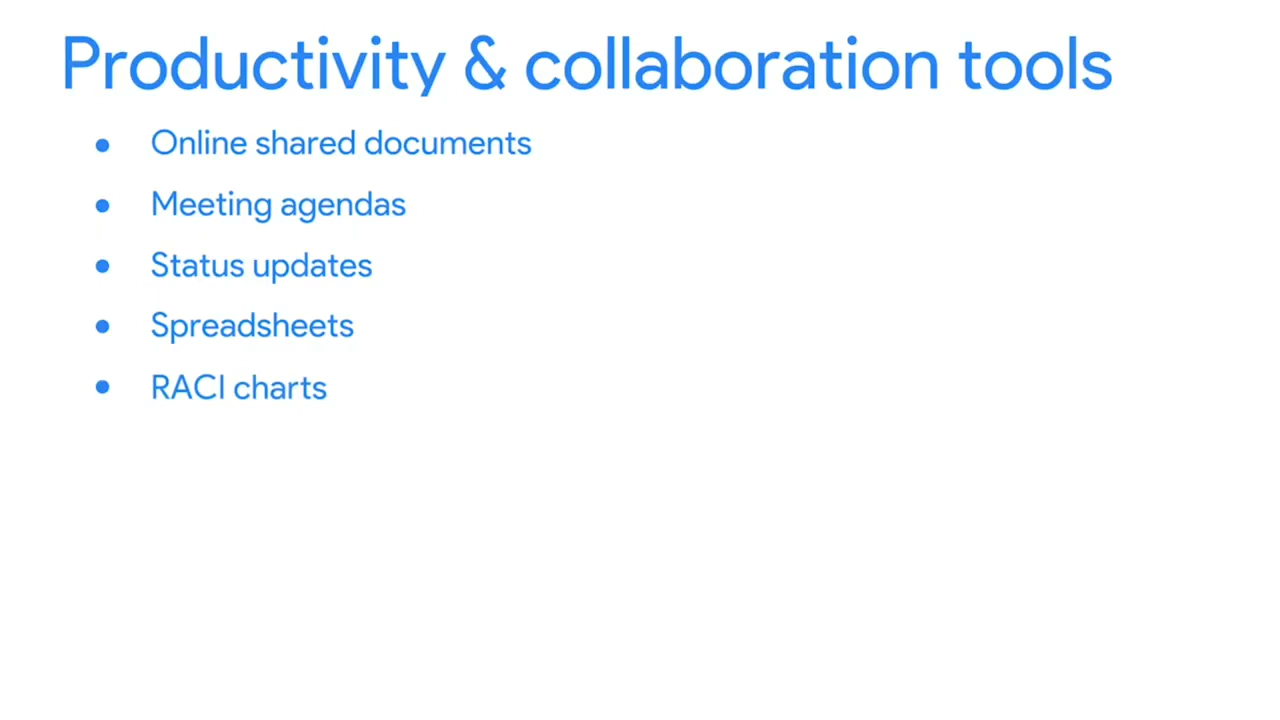 Productivity & collaboration tools
• Online shared documents
• Meeting agendas
• Status updates
• Spreadsheets
• RACI charts